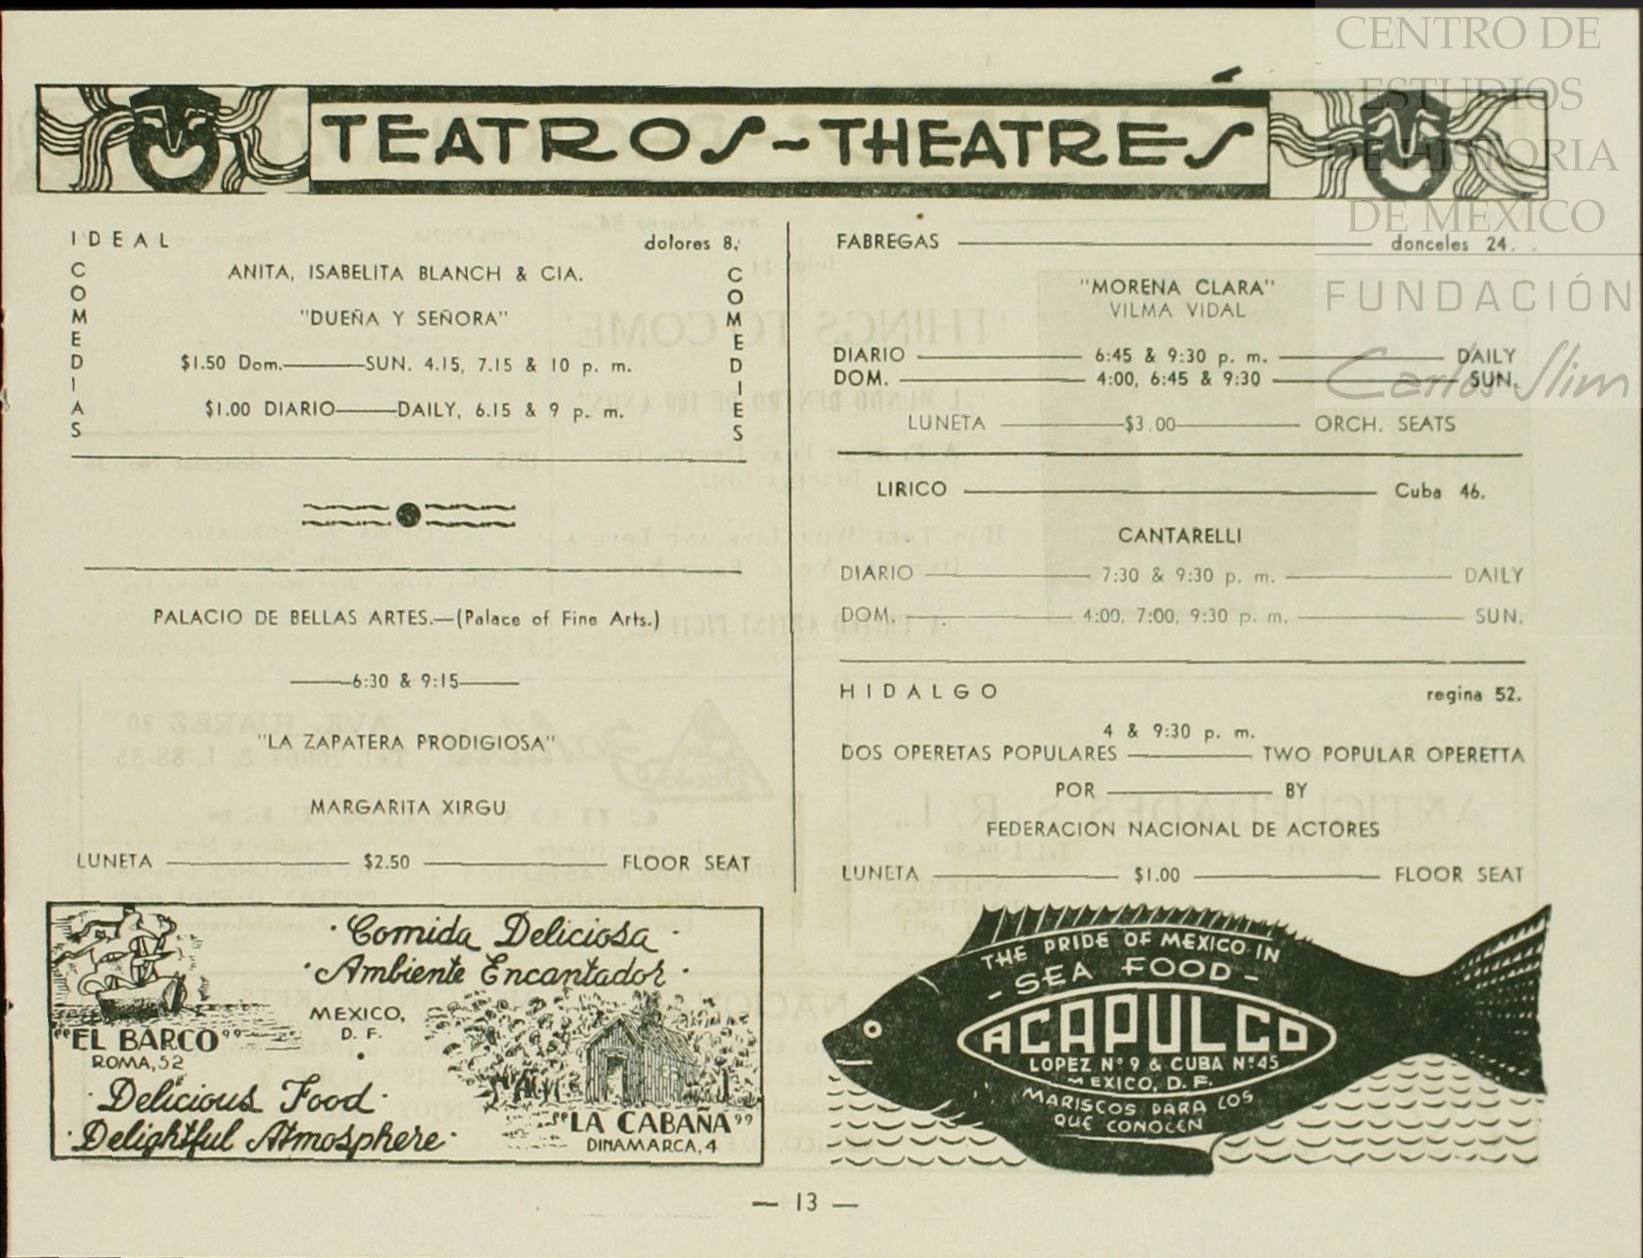 TEATROS~THEATRES
IDEAL dolores 8.
COMEDIAS
ANITA, ISABELITA BLANCH & CIA.
COMEDIES
"DUEÑA Y SEÑORA"
$1.50 Dom.———SUN. 4.15, 7.15 & 10 p. m.
$1.00 DIARIO———DAILY, 6.15 & 9 p. m.
PALACIO DE BELLAS ARTES.—(Palace of Fine Arts.)
——6:30 & 9:15——
"LA ZAPATERA PRODIGIOSA"
MARGARITA XIRGU
LUNETA ——— $2.50 ——— FLOOR SEAT
FABREGAS ——— donceles 24.
"MORENA CLARA"
VILMA VIDAL
DIARIO ——— 6:45 & 9:30 p. m. ——— DAILY
DOM. ——— 4:00, 6:45 & 9:30 ——— SUN.
LUNETA ——— $3.00 ——— ORCH. SEATS
LIRICO ——— Cuba 46.
CANTARELLI
DIARIO ——— 7:30 & 9:30 p. m. ——— DAILY
DOM. ——— 4:00, 7:00, 9:30 p. m. ——— SUN.
HIDALGO regina 52.
4 & 9:30 p. m.
DOS OPERETAS POPULARES ——— TWO POPULAR OPERETTA
POR ——— BY
FEDERACION NACIONAL DE ACTORES
LUNETA ——— $1.00 ——— FLOOR SEAT
· Comida Deliciosa ·
· Ambiente Encantador ·
MEXICO,
D. F.
"EL BARCO"
ROMA, 52
· Delicious Food ·
· Delightful Atmosphere ·
"LA CABAÑA"
DINAMARCA, 4
THE PRIDE OF MEXICO IN
- SEA FOOD -
ACAPULCO
LOPEZ Nº 9 & CUBA Nº 45
MEXICO, D. F.
MARISCOS PARA LOS
QUE CONOCEN
— 13 —
CENTRO DE
ESTUDIOS
DE HISTORIA
DE MEXICO
FUNDACIÓN
Carlos Slim